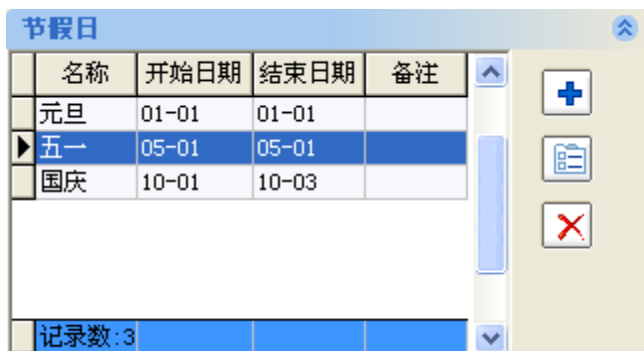 节假日
名称 开始日期 结束日期 备注
元旦 01-01 01-01
五一 05-01 05-01
国庆 10-01 10-03
记录数:3